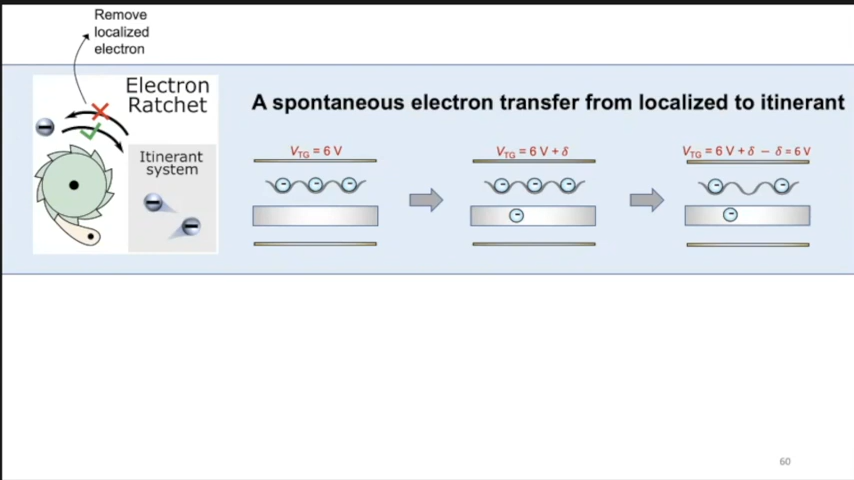 Remove
localized
electron
Electron
Ratchet
Itinerant
system
A spontaneous electron transfer from localized to itinerant
V_TG = 6 V
V_TG = 6 V + δ
V_TG = 6 V + δ − δ = 6 V
60